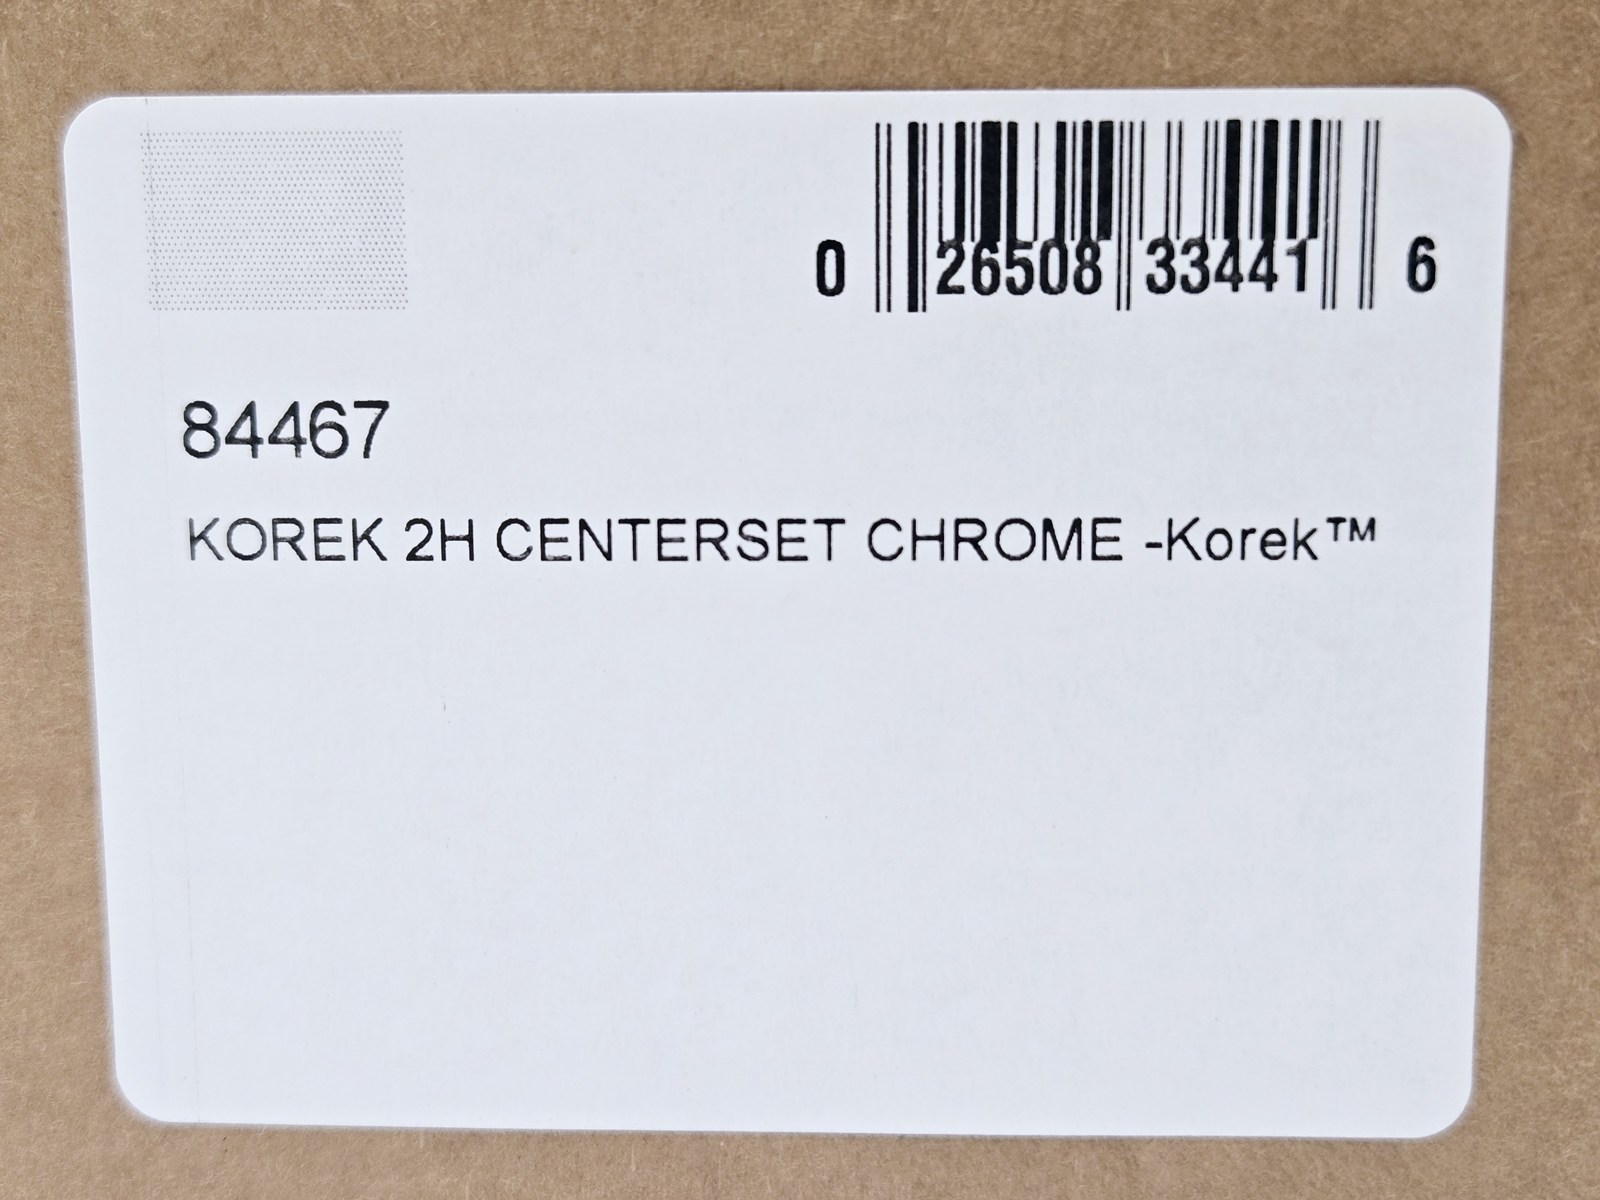 0 26508 33441 6
84467
KOREK 2H CENTERSET CHROME -Korek™